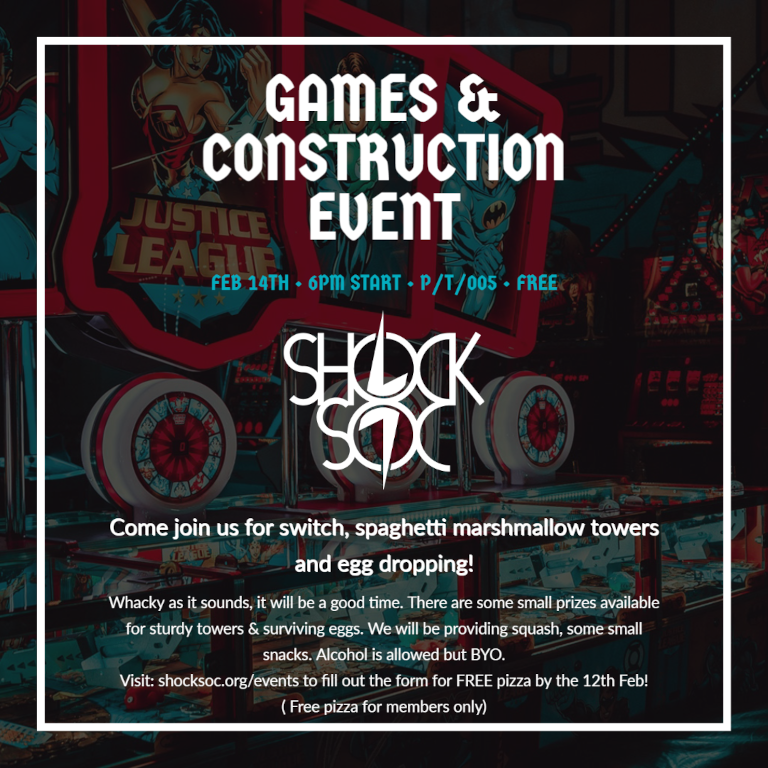 JUSTICE
LEAGUE
GAMES &
CONSTRUCTION
EVENT
FEB 14TH • 6PM START • P/T/005 • FREE
SHOCK
SOC
Come join us for switch, spaghetti marshmallow towers
and egg dropping!
Whacky as it sounds, it will be a good time. There are some small prizes available
for sturdy towers & surviving eggs. We will be providing squash, some small
snacks. Alcohol is allowed but BYO.
Visit: shocksoc.org/events to fill out the form for FREE pizza by the 12th Feb!
( Free pizza for members only)